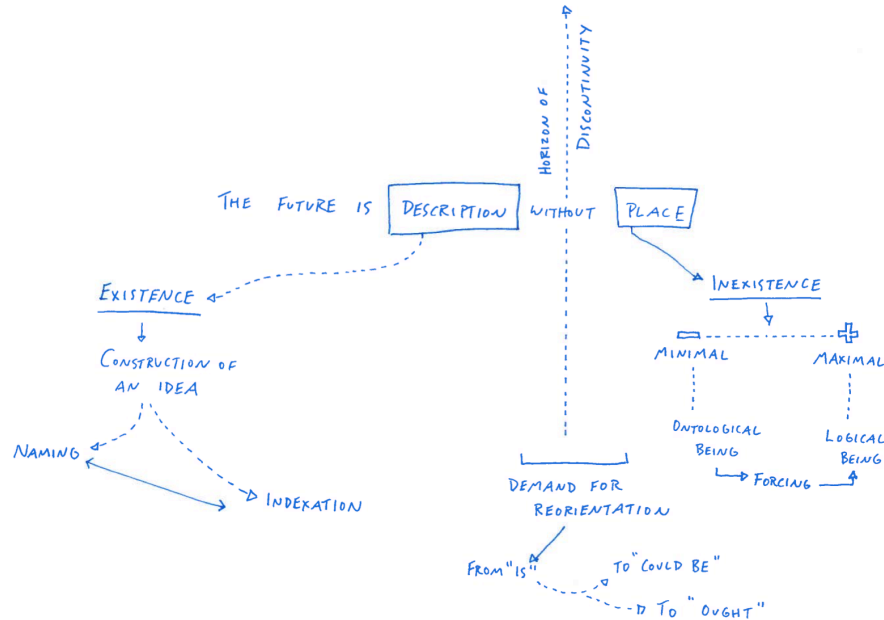 HORIZON OF
DISCONTINUITY
THE FUTURE IS DESCRIPTION WITHOUT PLACE
EXISTENCE
CONSTRUCTION OF
AN IDEA
NAMING
INDEXATION
INEXISTENCE
MINIMAL
MAXIMAL
ONTOLOGICAL
BEING
LOGICAL
BEING
FORCING
DEMAND FOR
REORIENTATION
FROM "IS"
TO "COULD BE"
TO "OUGHT"